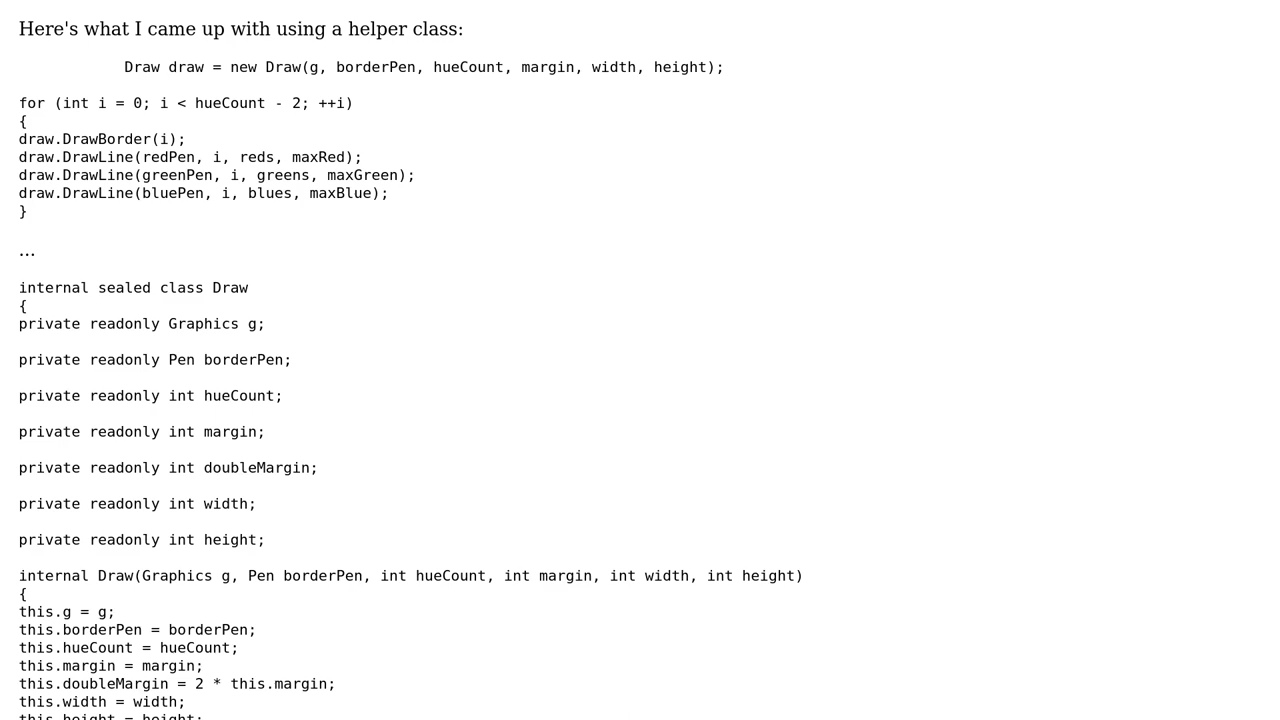 Here's what I came up with using a helper class:
Draw draw = new Draw(g, borderPen, hueCount, margin, width, height);
for (int i = 0; i < hueCount - 2; ++i)
{
draw.DrawBorder(i);
draw.DrawLine(redPen, i, reds, maxRed);
draw.DrawLine(greenPen, i, greens, maxGreen);
draw.DrawLine(bluePen, i, blues, maxBlue);
}
...
internal sealed class Draw
{
private readonly Graphics g;
private readonly Pen borderPen;
private readonly int hueCount;
private readonly int margin;
private readonly int doubleMargin;
private readonly int width;
private readonly int height;
internal Draw(Graphics g, Pen borderPen, int hueCount, int margin, int width, int height)
{
this.g = g;
this.borderPen = borderPen;
this.hueCount = hueCount;
this.margin = margin;
this.doubleMargin = 2 * this.margin;
this.width = width;
this.height = height;